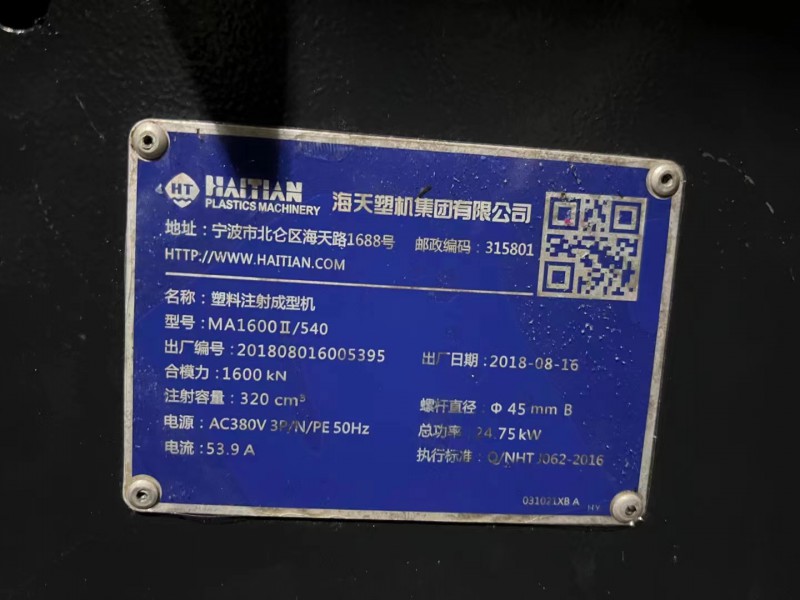 HT HAITIAN PLASTICS MACHINERY 海天塑机集团有限公司
地址：宁波市北仑区海天路1688号 邮政编码：315801
HTTP://WWW.HAITIAN.COM
名称：塑料注射成型机
型号：MA1600Ⅱ/540
出厂编号：201808016005395 出厂日期：2018-08-16
合模力：1600 kN
注射容量：320 cm³ 螺杆直径：Φ 45 mm B
电源：AC380V 3P/N/PE 50Hz 总功率：24.75 kW
电流：53.9 A 执行标准：Q/NHT J062-2016
031021XB A HY